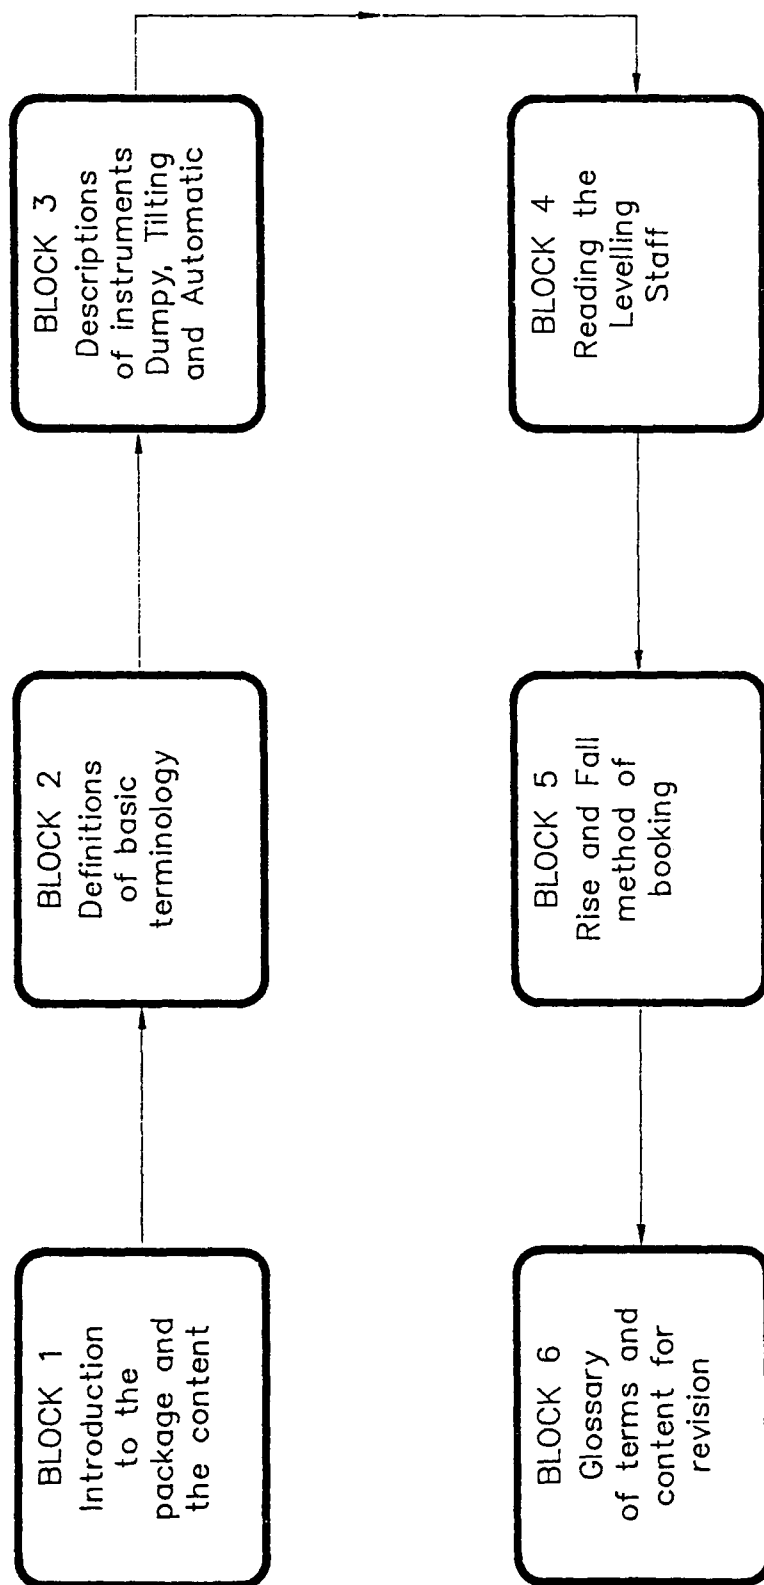 BLOCK 1
Introduction
to the
package and
the content
BLOCK 2
Definitions
of basic
terminology
BLOCK 3
Descriptions
of instruments
Dumpy, Tilting
and Automatic
BLOCK 4
Reading the
Levelling
Staff
BLOCK 5
Rise and Fall
method of
booking
BLOCK 6
Glossary
of terms and
content for
revision